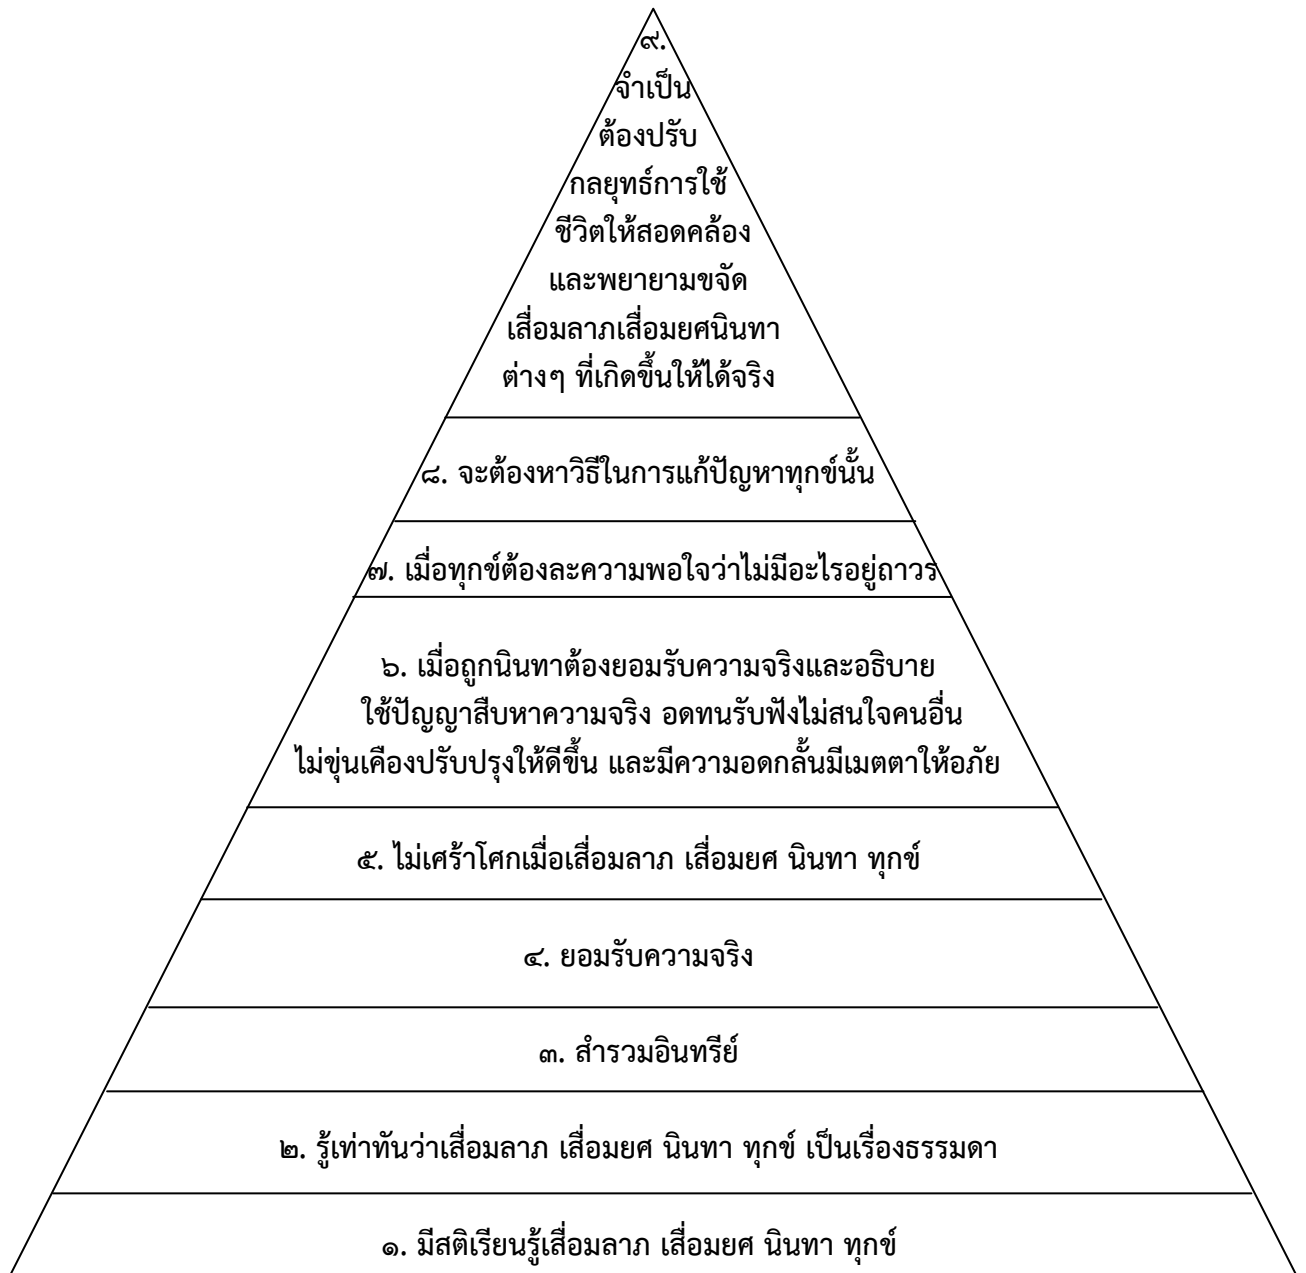 ๙.
จำเป็น
ต้องปรับ
กลยุทธ์การใช้
ชีวิตให้สอดคล้อง
และพยายามขจัด
เสื่อมลาภเสื่อมยศนินทา
ต่างๆ ที่เกิดขึ้นให้ได้จริง
๘. จะต้องหาวิธีในการแก้ปัญหาทุกข์นั้น
๗. เมื่อทุกข์ต้องละความพอใจว่าไม่มีอะไรอยู่ถาวร
๖. เมื่อถูกนินทาต้องยอมรับความจริงและอธิบาย
ใช้ปัญญาสืบหาความจริง อดทนรับฟังไม่สนใจคนอื่น
ไม่ขุ่นเคืองปรับปรุงให้ดีขึ้น และมีความอดกลั้นมีเมตตาให้อภัย
๕. ไม่เศร้าโศกเมื่อเสื่อมลาภ เสื่อมยศ นินทา ทุกข์
๔. ยอมรับความจริง
๓. สำรวมอินทรีย์
๒. รู้เท่าทันว่าเสื่อมลาภ เสื่อมยศ นินทา ทุกข์ เป็นเรื่องธรรมดา
๑. มีสติเรียนรู้เสื่อมลาภ เสื่อมยศ นินทา ทุกข์